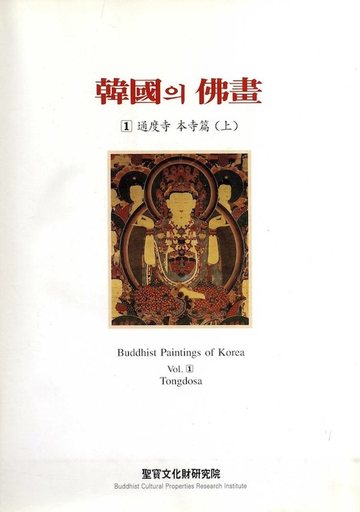 韓國의 佛畫
1 通度寺 本寺篇 (上)
Buddhist Paintings of Korea
Vol. 1
Tongdosa
聖寶文化財硏究院
Buddhist Cultural Properties Research Institute